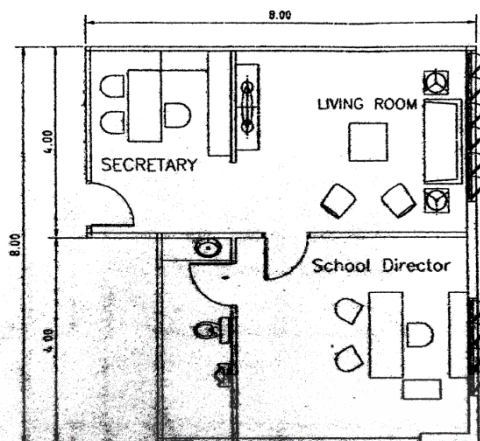 8.00
LIVING ROOM
4.00
SECRETARY
8.00
School Director
4.00